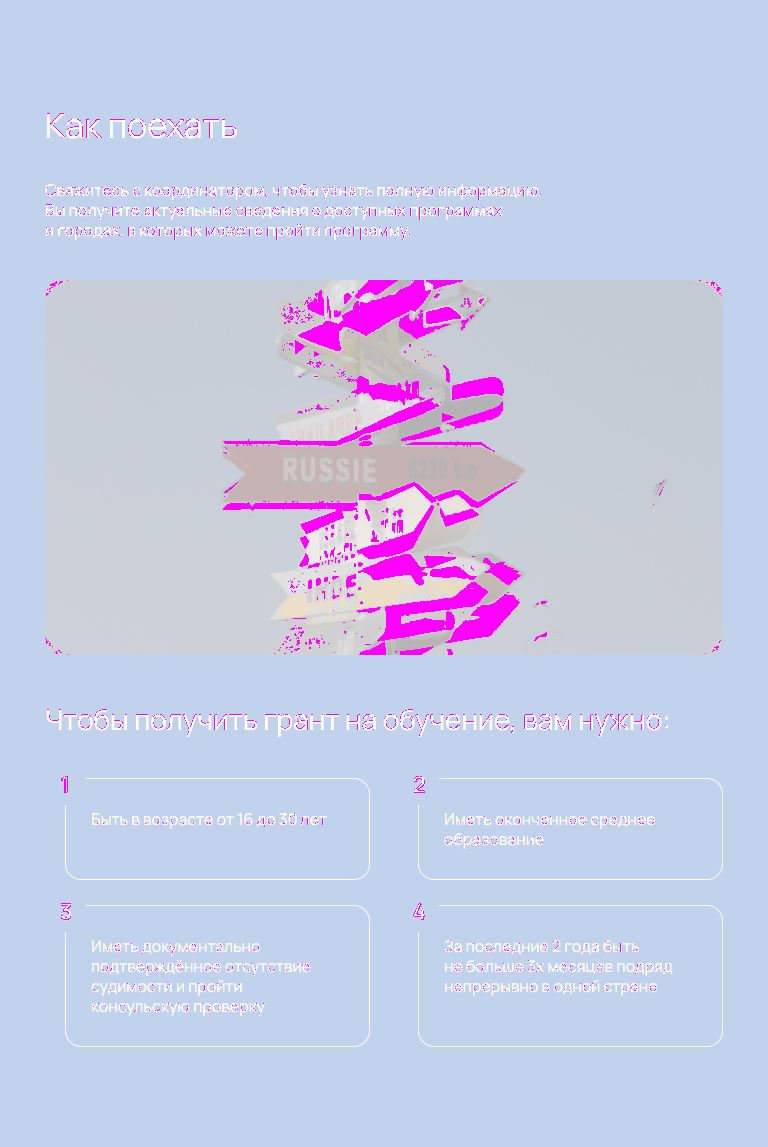 Как поехать
Свяжитесь с координатором, чтобы узнать полную информацию.
Вы получите актуальные сведения о доступных программах
и городах, в которых можете пройти программу.
RUSSIE 6220 km
INDE
Чтобы получить грант на обучение, вам нужно:
1
Быть в возрасте от 16 до 30 лет
2
Иметь оконченное среднее
образование
3
Иметь документально
подтверждённое отсутствие
судимости и пройти
консульскую проверку
4
За последние 2 года быть
не больше 3х месяцев подряд
непрерывно в одной стране